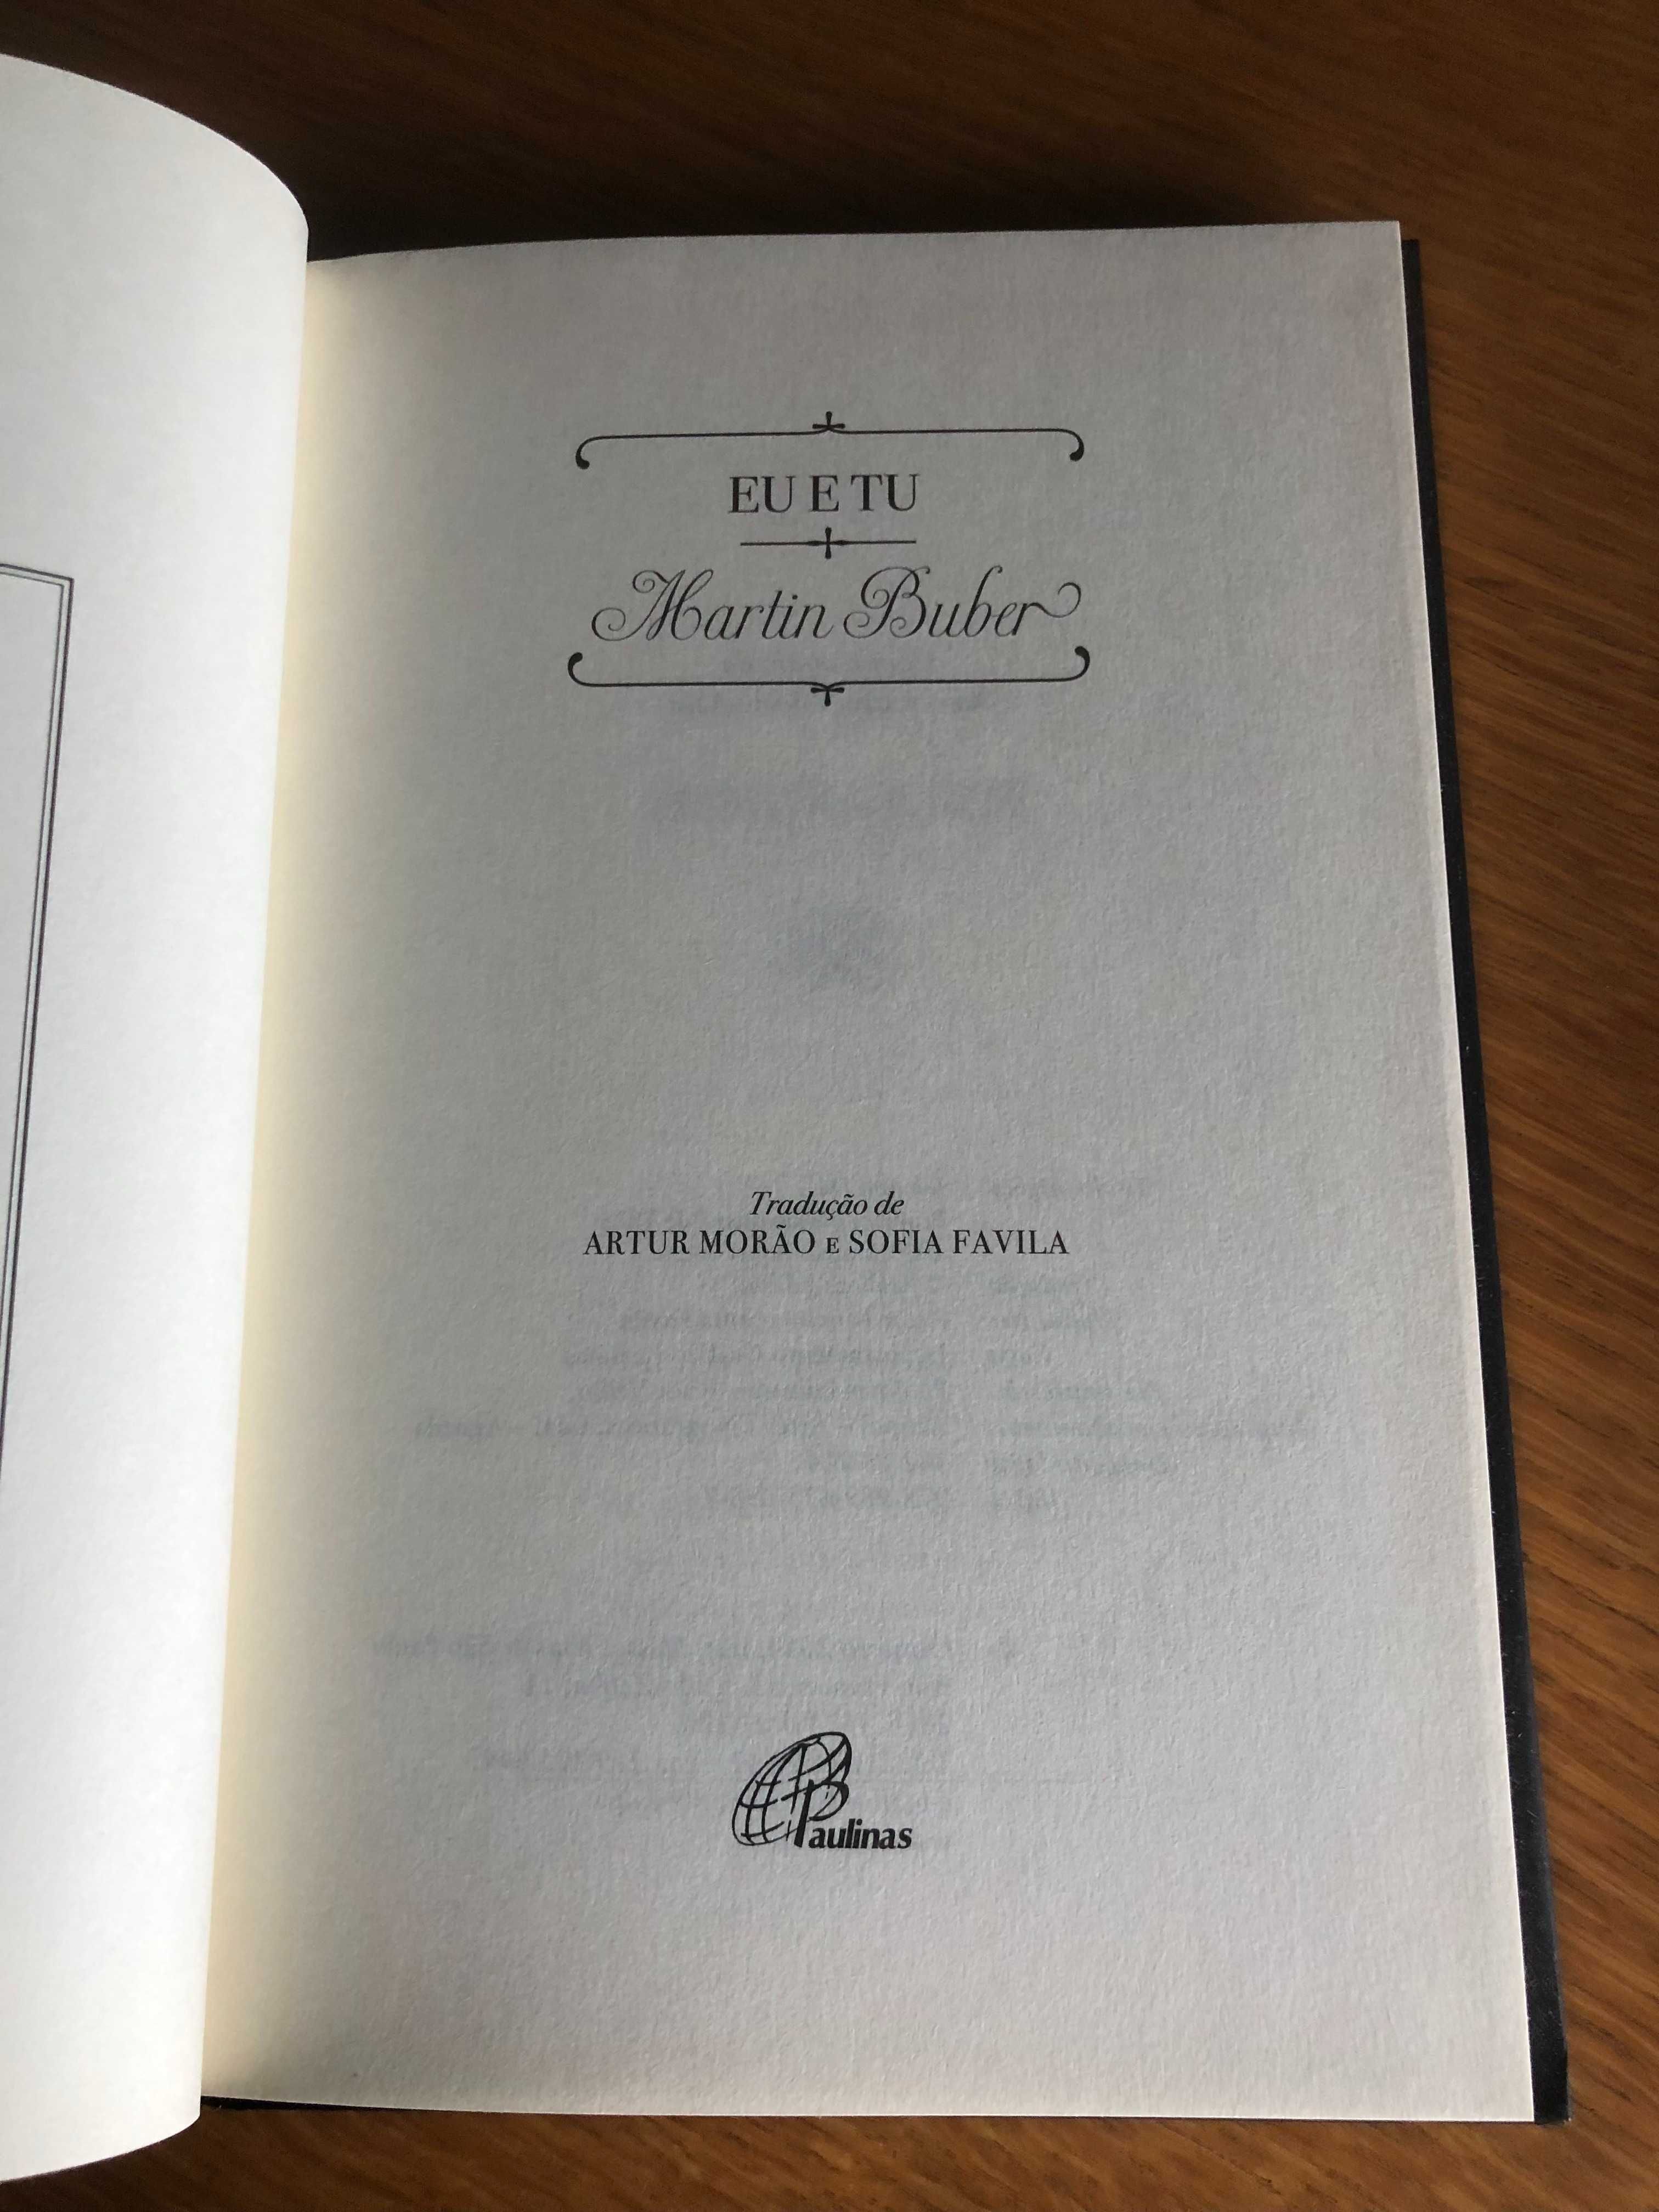 EU E TU
Martin Buber
Tradução de
ARTUR MORÃO E SOFIA FAVILA
Paulinas